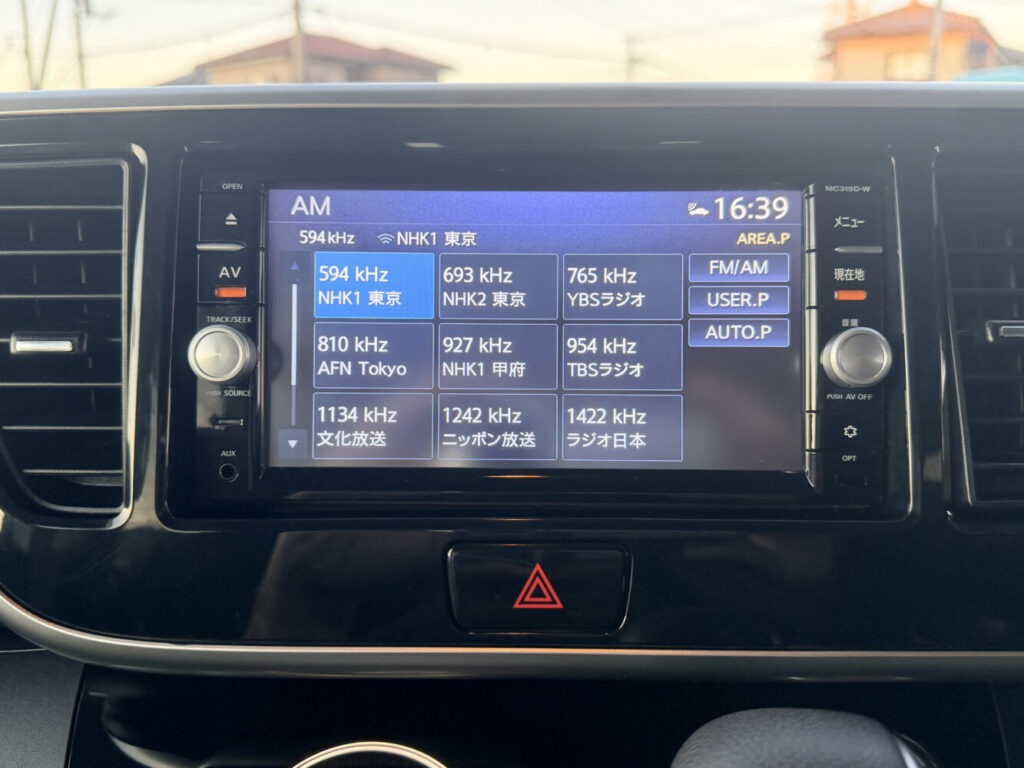 OPEN
AM
16:39
MC315D-W
594 kHz
NHK1 東京
AREA.P
メニュー
AV
594 kHz
NHK1 東京
693 kHz
NHK2 東京
765 kHz
YBSラジオ
FM/AM
USER.P
AUTO.P
現在地
TRACK/SEEK
音量
810 kHz
AFN Tokyo
927 kHz
NHK1 甲府
954 kHz
TBSラジオ
PUSH SOURCE
PUSH AV OFF
1134 kHz
文化放送
1242 kHz
ニッポン放送
1422 kHz
ラジオ日本
AUX
OPT